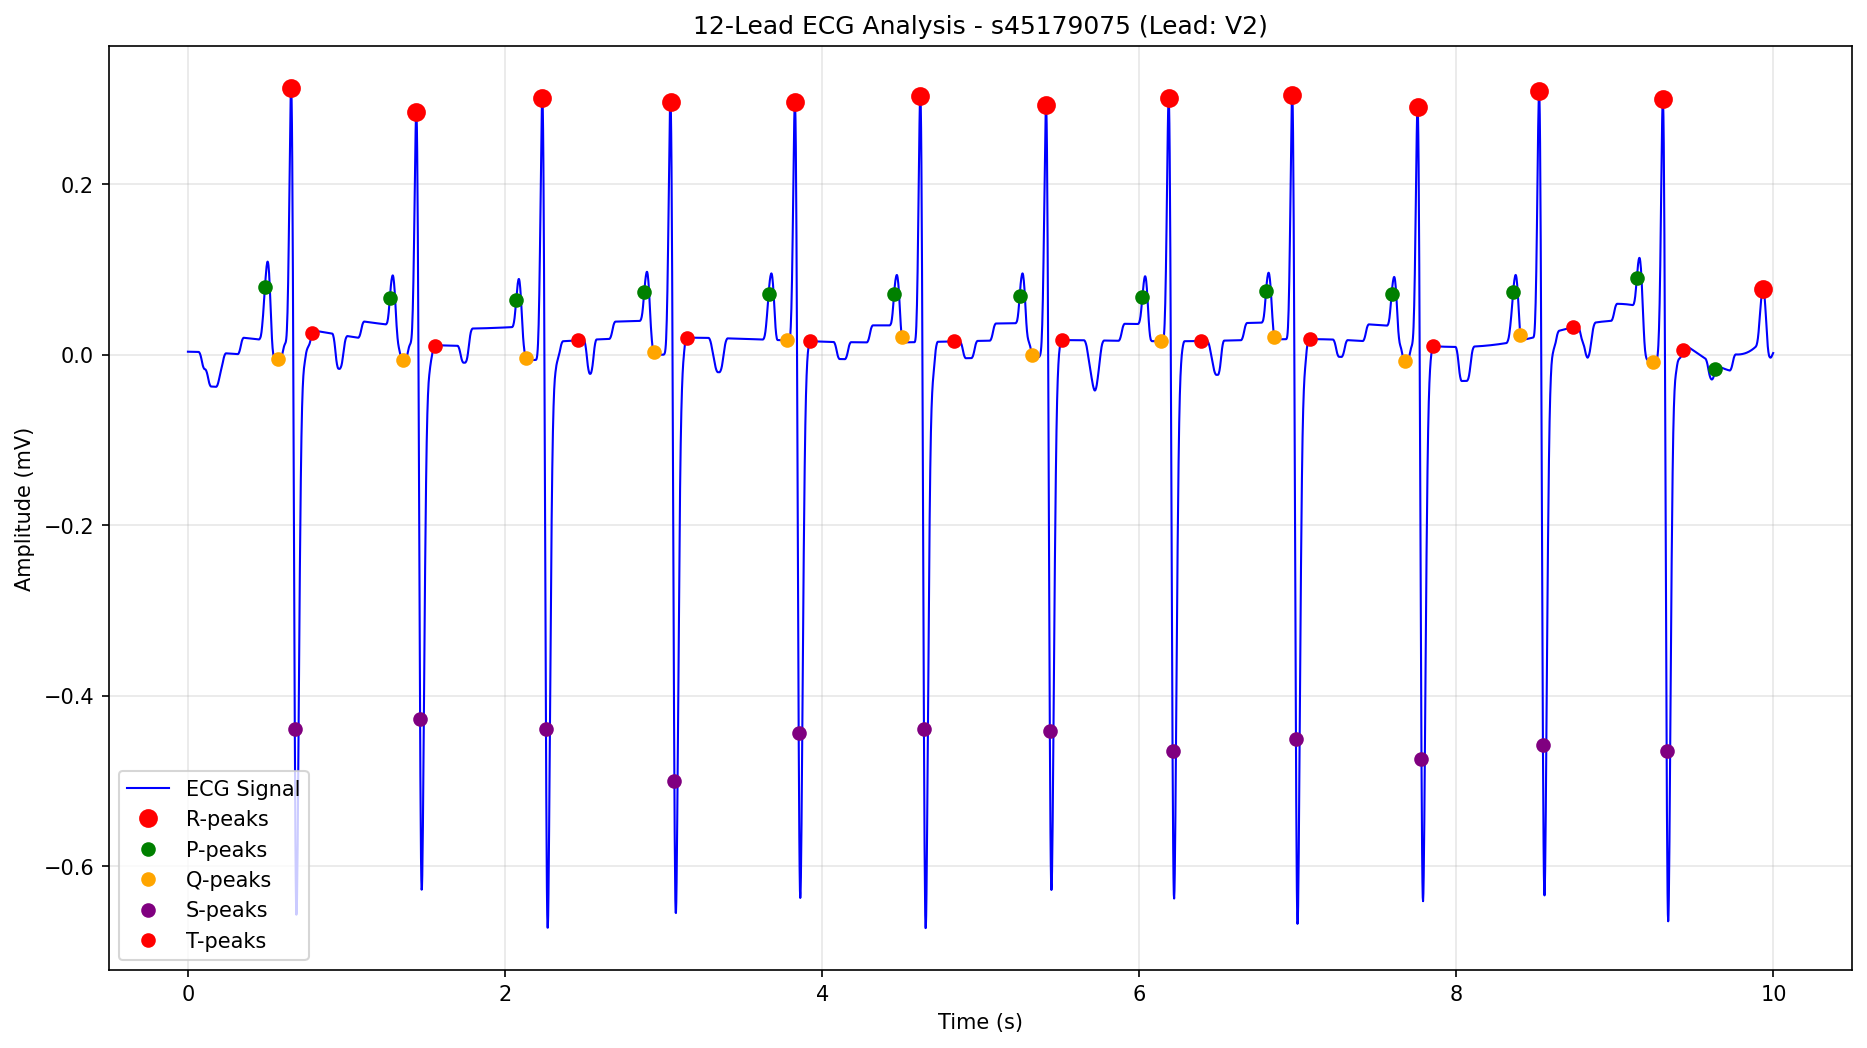 12-Lead ECG Analysis - s45179075 (Lead: V2)
Amplitude (mV)
0.2
0.0
−0.2
−0.4
−0.6
ECG Signal
R-peaks
P-peaks
Q-peaks
S-peaks
T-peaks
0 2 4 6 8 10
Time (s)